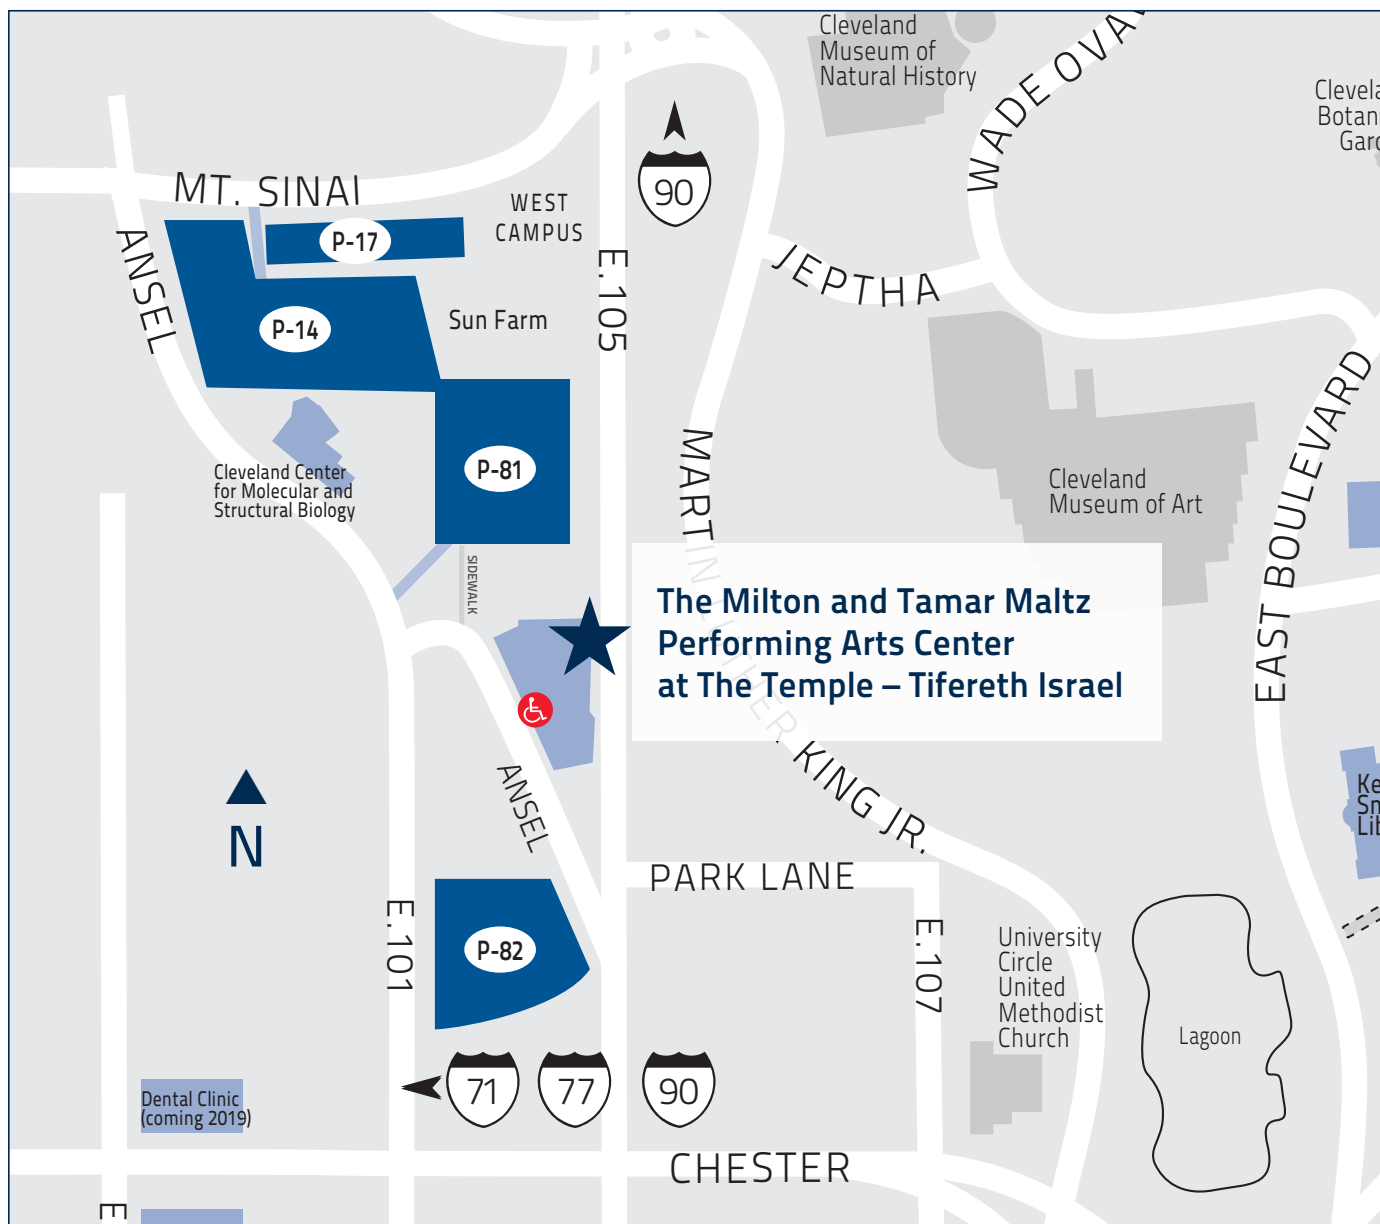 Cleveland
Museum of
Natural History
WADE OVA
Botan
MT. SINAI
WEST
CAMPUS
90
P-17
ANSEL
E.105
JEPTHA
P-14
Sun Farm
EAST BOULEVARD
P-81
Cleveland Center
for Molecular and
Structural Biology
MARTIN LUTHER KING JR.
Cleveland
Museum of Art
SIDEWALK
The Milton and Tamar Maltz
Performing Arts Center
at The Temple – Tifereth Israel
ANSEL
N
PARK LANE
E.101
P-82
E.107
University
Circle
United
Methodist
Church
Lagoon
71
77
90
Dental Clinic
(coming 2019)
CHESTER
E